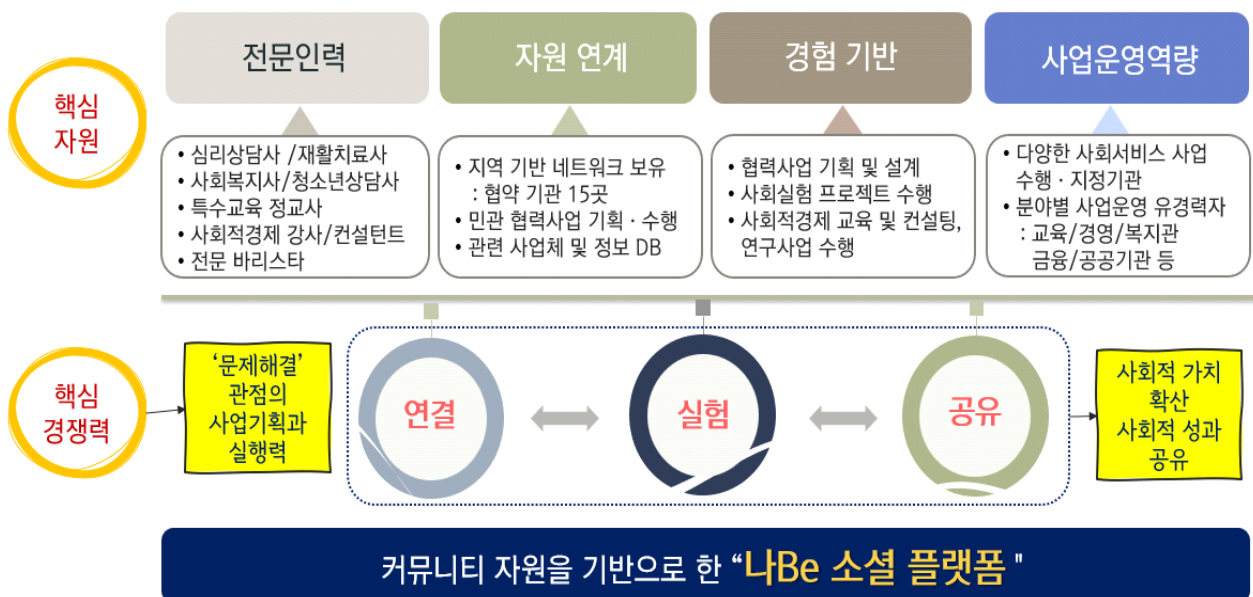 전문인력
자원 연계
경험 기반
사업운영역량
핵심
자원
• 심리상담사 /재활치료사
• 사회복지사/청소년상담사
• 특수교육 정교사
• 사회적경제 강사/컨설턴트
• 전문 바리스타
• 지역 기반 네트워크 보유
: 협약 기관 15곳
• 민관 협력사업 기획 · 수행
• 관련 사업체 및 정보 DB
• 협력사업 기획 및 설계
• 사회실험 프로젝트 수행
• 사회적경제 교육 및 컨설팅,
연구사업 수행
• 다양한 사회서비스 사업
수행 · 지정기관
• 분야별 사업운영 유경력자
: 교육/경영/복지관
금융/공공기관 등
핵심
경쟁력
‘문제해결’
관점의
사업기획과
실행력
연결
실험
공유
사회적 가치
확산
사회적 성과
공유
커뮤니티 자원을 기반으로 한 “나Be 소셜 플랫폼 "